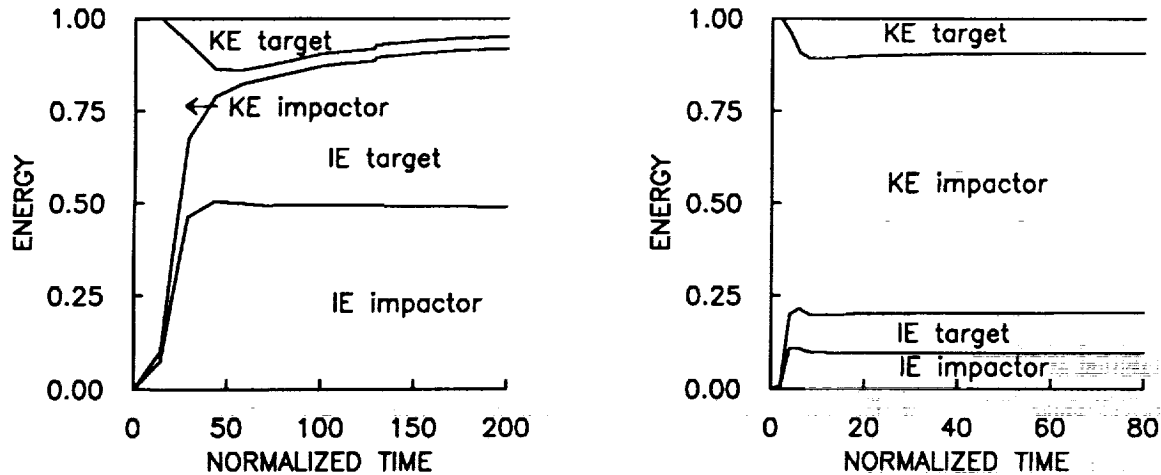 1.00
0.75
0.50
0.25
0.00
ENERGY
KE target
KE impactor
IE target
IE impactor
0 50 100 150 200
NORMALIZED TIME
1.00
0.75
0.50
0.25
0.00
ENERGY
KE target
KE impactor
IE target
IE impactor
0 20 40 60 80
NORMALIZED TIME